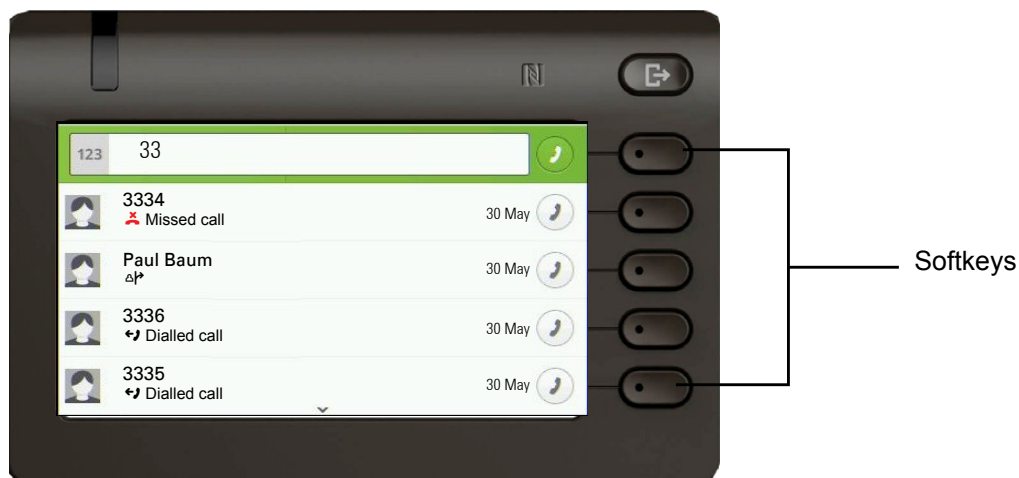 123 33
3334
Missed call
30 May
Paul Baum
30 May
3336
Dialled call
30 May
3335
Dialled call
30 May
Softkeys